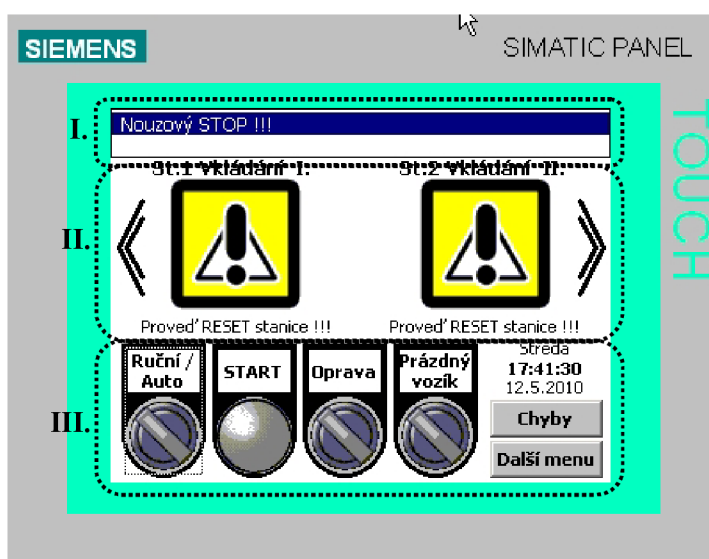 SIEMENS
SIMATIC PANEL
TOUCH
I.
Nouzový STOP !!!
St.1 Vkládání I.
St.2 Vkládání II.
II.
Proveď RESET stanice !!!
Proveď RESET stanice !!!
III.
Ruční /
Auto
START
Oprava
Prázdný
vozík
Středa
17:41:30
12.5.2010
Chyby
Další menu